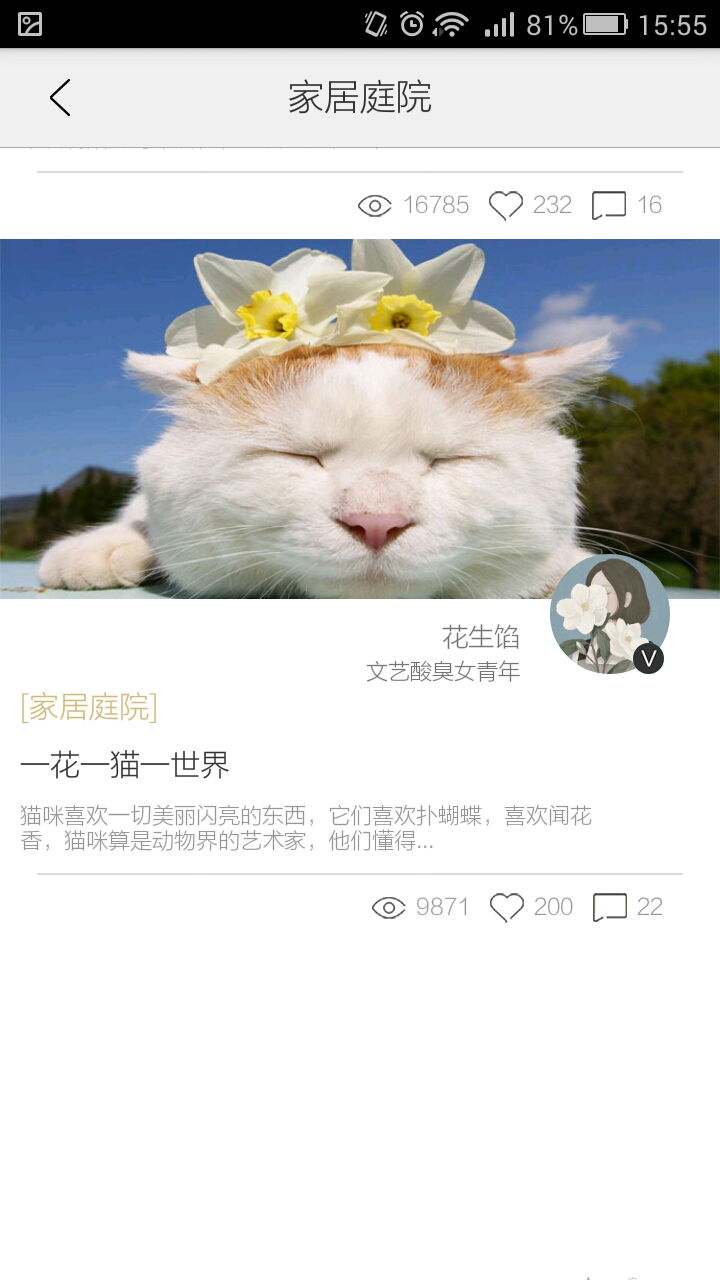 81% 15:55
家居庭院
16785 232 16
花生馅
文艺酸臭女青年
V
[家居庭院]
一花一猫一世界
猫咪喜欢一切美丽闪亮的东西，它们喜欢扑蝴蝶，喜欢闻花
香，猫咪算是动物界的艺术家，他们懂得...
9871 200 22